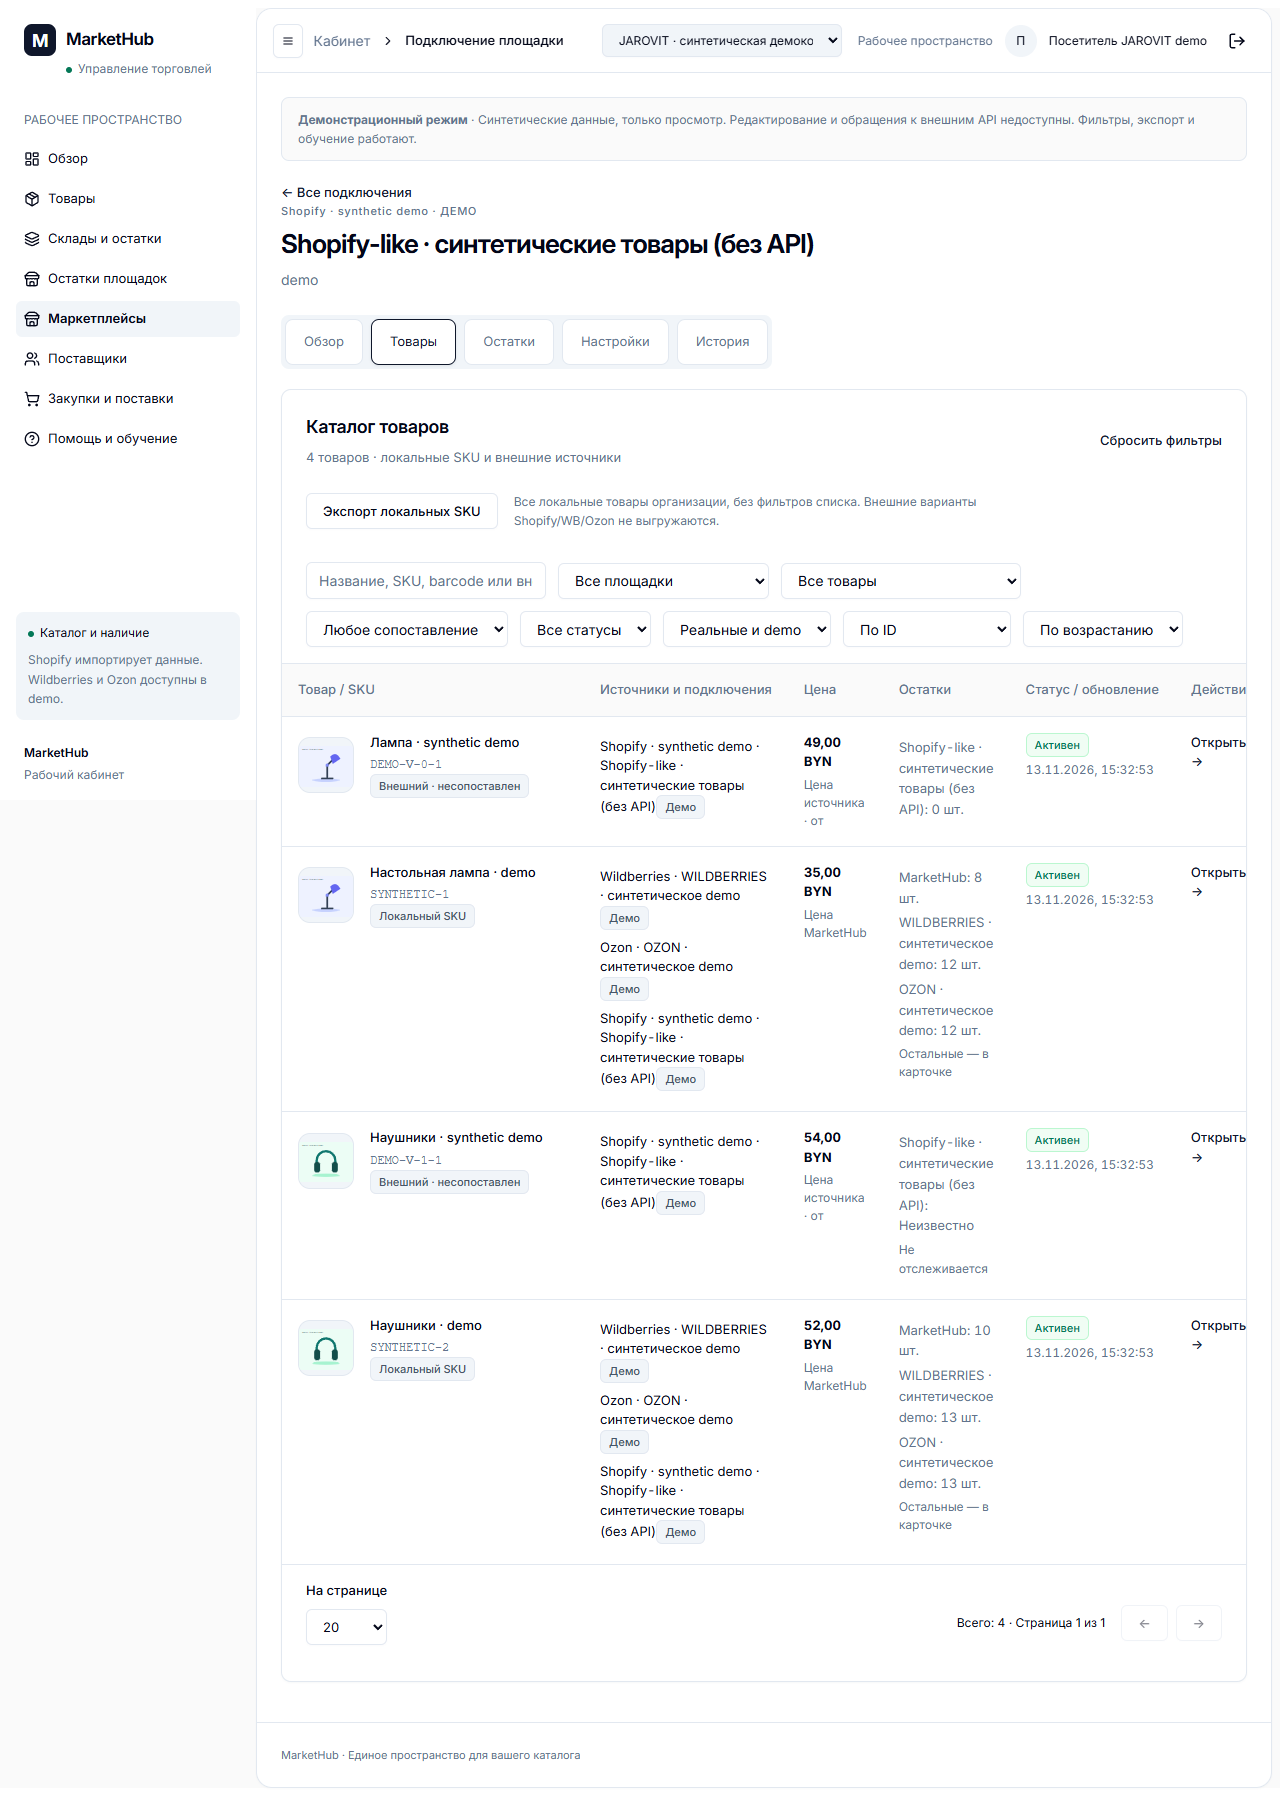 M MarketHub
Управление торговлей
РАБОЧЕЕ ПРОСТРАНСТВО
Обзор
Товары
Склады и остатки
Остатки площадок
Маркетплейсы
Поставщики
Закупки и поставки
Помощь и обучение
Каталог и наличие
Shopify импортирует данные.
Wildberries и Ozon доступны в
demo.
MarketHub
Рабочий кабинет
Кабинет > Подключение площадки
JAROVIT · синтетическая демоко
Рабочее пространство
П
Посетитель JAROVIT demo
Демонстрационный режим · Синтетические данные, только просмотр. Редактирование и обращения к внешним API недоступны. Фильтры, экспорт и
обучение работают.
← Все подключения
Shopify · synthetic demo · ДЕМО
Shopify-like · синтетические товары (без API)
demo
Обзор
Товары
Остатки
Настройки
История
Каталог товаров
4 товаров · локальные SKU и внешние источники
Сбросить фильтры
Экспорт локальных SKU
Все локальные товары организации, без фильтров списка. Внешние варианты
Shopify/WB/Ozon не выгружаются.
Название, SKU, barcode или вн
Все площадки
Все товары
Любое сопоставление
Все статусы
Реальные и demo
По ID
По возрастанию
Товар / SKU
Источники и подключения
Цена
Остатки
Статус / обновление
Действи
Лампа · synthetic demo
DEMO-V-0-1
Внешний · несопоставлен
Shopify · synthetic demo ·
Shopify-like ·
синтетические товары
(без API) Демо
49,00
BYN
Цена
источника
· от
Shopify-like ·
синтетические
товары (без
API): 0 шт.
Активен
13.11.2026, 15:32:53
Открыть
→
Настольная лампа · demo
SYNTHETIC-1
Локальный SKU
Wildberries · WILDBERRIES
· синтетическое demo
Демо
Ozon · OZON ·
синтетическое demo
Демо
Shopify · synthetic demo ·
Shopify-like ·
синтетические товары
(без API) Демо
35,00
BYN
Цена
MarketHub
MarketHub: 8
шт.
WILDBERRIES ·
синтетическое
demo: 12 шт.
OZON ·
синтетическое
demo: 12 шт.
Остальные — в
карточке
Активен
13.11.2026, 15:32:53
Открыть
→
Наушники · synthetic demo
DEMO-V-1-1
Внешний · несопоставлен
Shopify · synthetic demo ·
Shopify-like ·
синтетические товары
(без API) Демо
54,00
BYN
Цена
источника
· от
Shopify-like ·
синтетические
товары (без
API):
Неизвестно
Не
отслеживается
Активен
13.11.2026, 15:32:53
Открыть
→
Наушники · demo
SYNTHETIC-2
Локальный SKU
Wildberries · WILDBERRIES
· синтетическое demo
Демо
Ozon · OZON ·
синтетическое demo
Демо
Shopify · synthetic demo ·
Shopify-like ·
синтетические товары
(без API) Демо
52,00
BYN
Цена
MarketHub
MarketHub: 10
шт.
WILDBERRIES ·
синтетическое
demo: 13 шт.
OZON ·
синтетическое
demo: 13 шт.
Остальные — в
карточке
Активен
13.11.2026, 15:32:53
Открыть
→
На странице
20
Всего: 4 · Страница 1 из 1
←
→
MarketHub · Единое пространство для вашего каталога